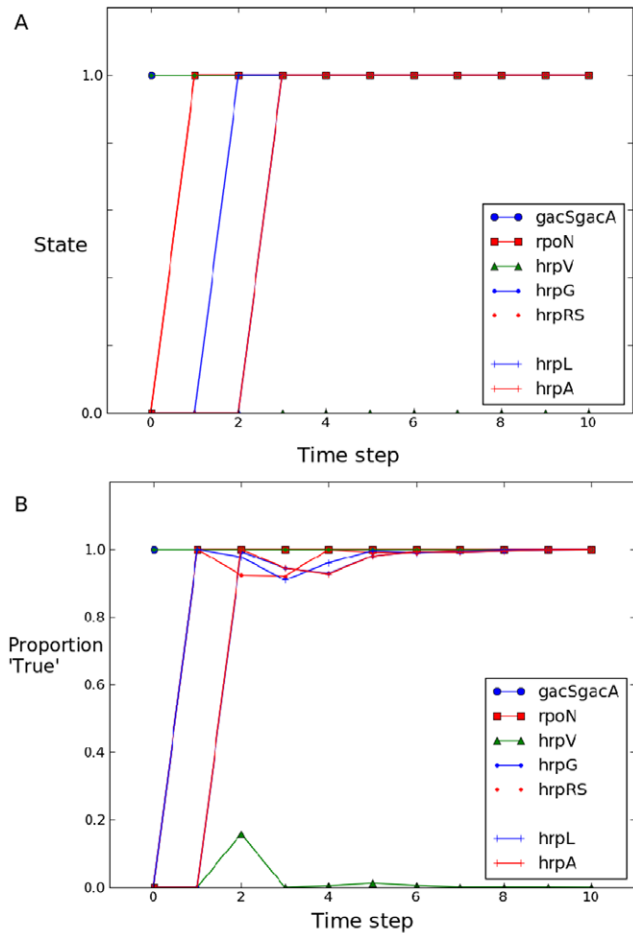 A
1.0
State
0.0
gacSgacA
rpoN
hrpV
hrpG
hrpRS
hrpL
hrpA
0 2 4 6 8 10
Time step
B
1.0
0.8
Proportion
'True'
0.6
0.4
0.2
0.0
gacSgacA
rpoN
hrpV
hrpG
hrpRS
hrpL
hrpA
0 2 4 6 8 10
Time step